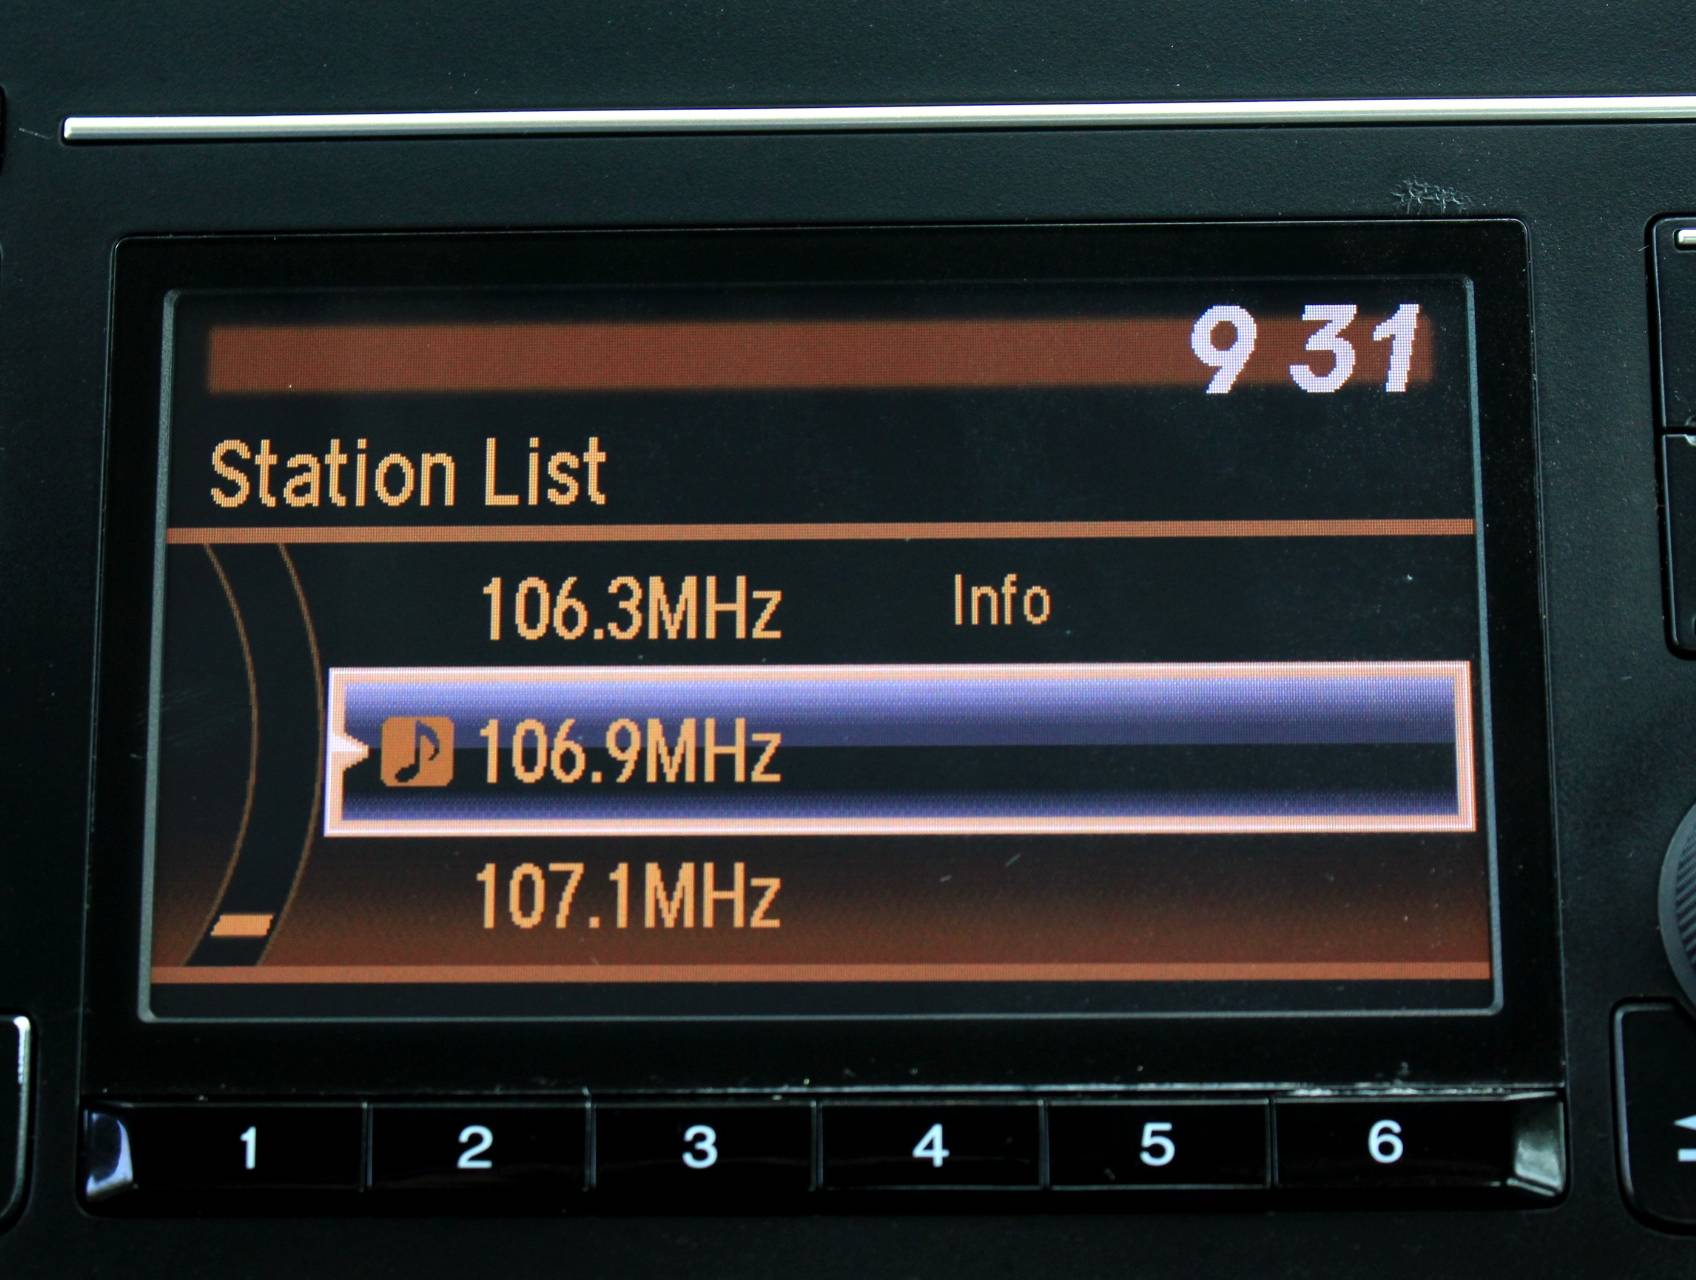 9 31
Station List
106.3MHz Info
106.9MHz
107.1MHz
1 2 3 4 5 6